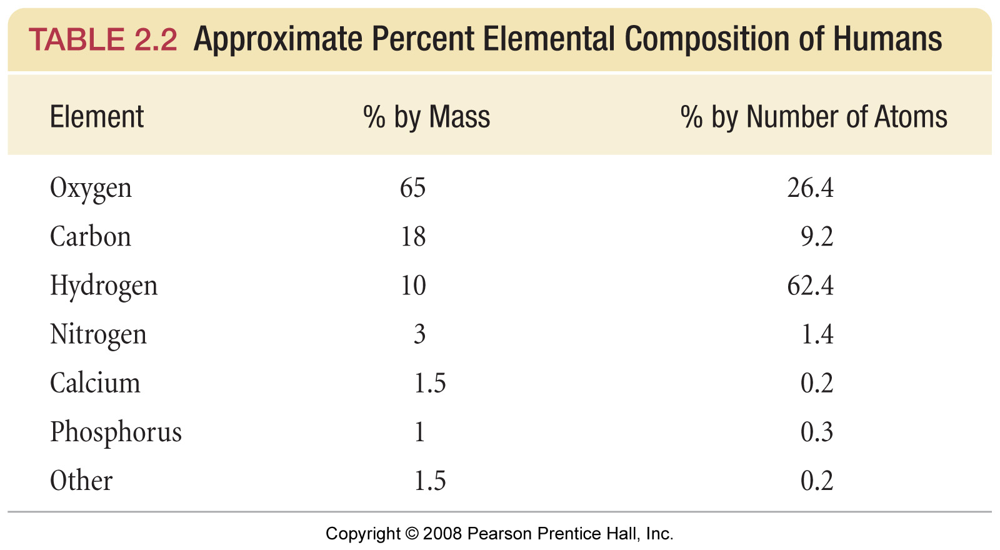 TABLE 2.2 Approximate Percent Elemental Composition of Humans
Element % by Mass % by Number of Atoms
Oxygen 65 26.4
Carbon 18 9.2
Hydrogen 10 62.4
Nitrogen 3 1.4
Calcium 1.5 0.2
Phosphorus 1 0.3
Other 1.5 0.2
Copyright © 2008 Pearson Prentice Hall, Inc.